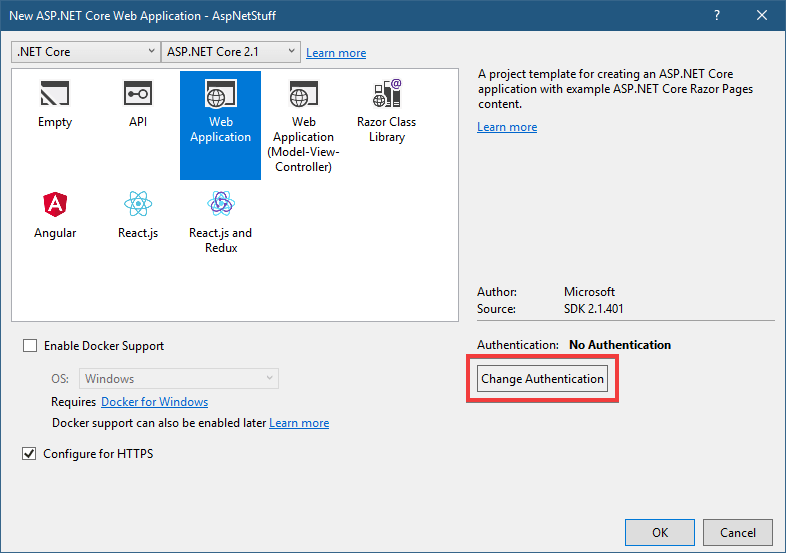 New ASP.NET Core Web Application - AspNetStuff
.NET Core
ASP.NET Core 2.1
Learn more
Empty
API
Web
Application
Web
Application
(Model-View-
Controller)
Razor Class
Library
Angular
React.js
React.js and
Redux
A project template for creating an ASP.NET Core
application with example ASP.NET Core Razor Pages
content.
Learn more
Author: Microsoft
Source: SDK 2.1.401
Authentication: No Authentication
Change Authentication
Enable Docker Support
OS: Windows
Requires Docker for Windows
Docker support can also be enabled later Learn more
Configure for HTTPS
OK
Cancel